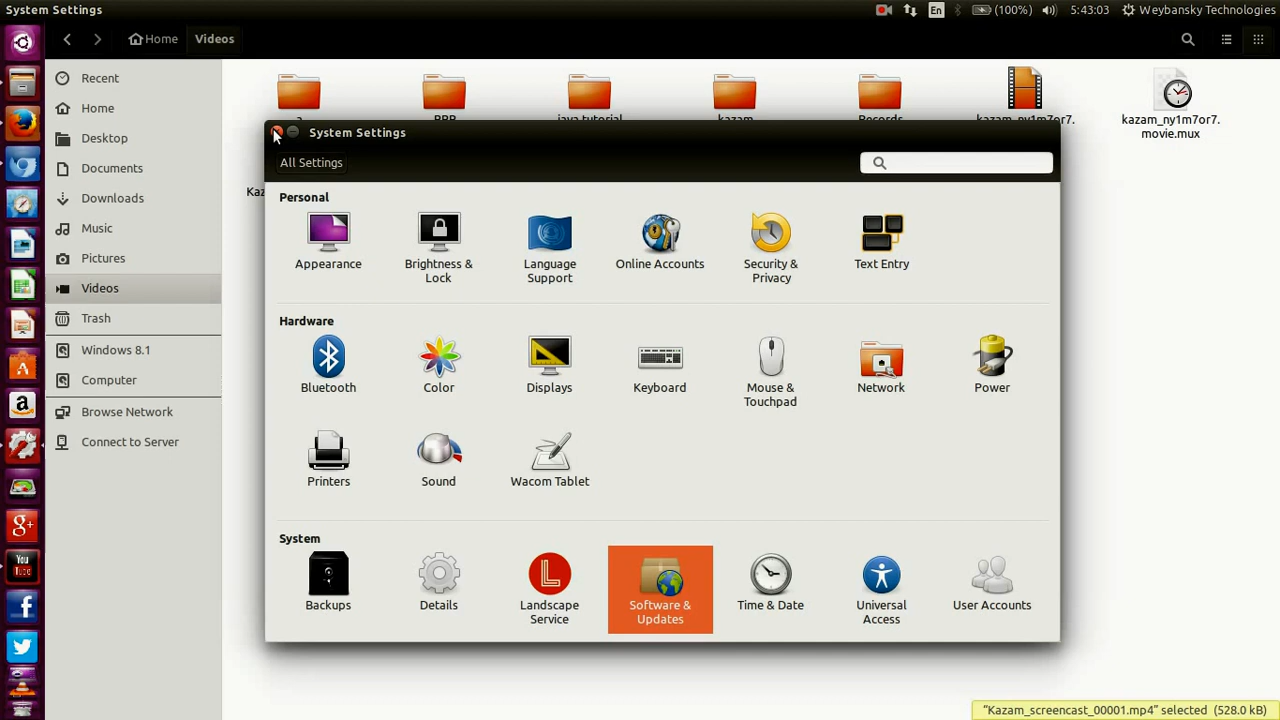 System Settings
En
(100%)
5:43:03
Weybansky Technologies
Home
Videos
Recent
Home
Desktop
Documents
Downloads
Music
Pictures
Videos
Trash
Windows 8.1
Computer
Browse Network
Connect to Server
java tutorial
kazam
Records
kazam_ny1m7or7.
kazam_ny1m7or7.
movie.mux
Kaz
System Settings
All Settings
Personal
Appearance
Brightness &
Lock
Language
Support
Online Accounts
Security &
Privacy
Text Entry
Hardware
Bluetooth
Color
Displays
Keyboard
Mouse &
Touchpad
Network
Power
Printers
Sound
Wacom Tablet
System
Backups
Details
Landscape
Service
Software &
Updates
Time & Date
Universal
Access
User Accounts
You
Tube
"Kazam_screencast_00001.mp4" selected (528.0 kB)